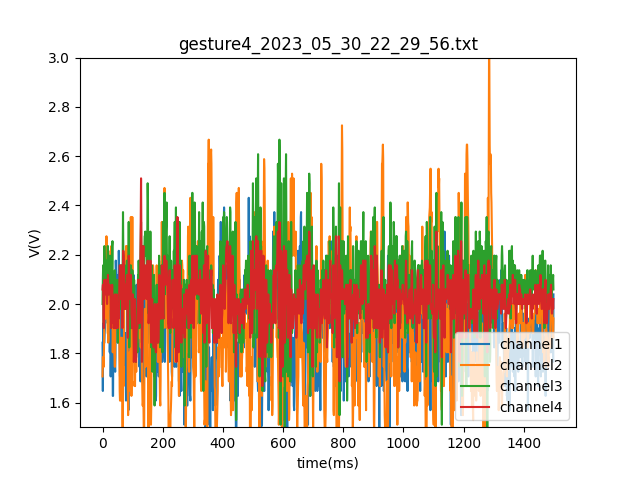 gesture4_2023_05_30_22_29_56.txt
3.0
2.8
2.6
2.4
2.2
2.0
1.8
1.6
V(V)
channel1
channel2
channel3
channel4
0 200 400 600 800 1000 1200 1400
time(ms)